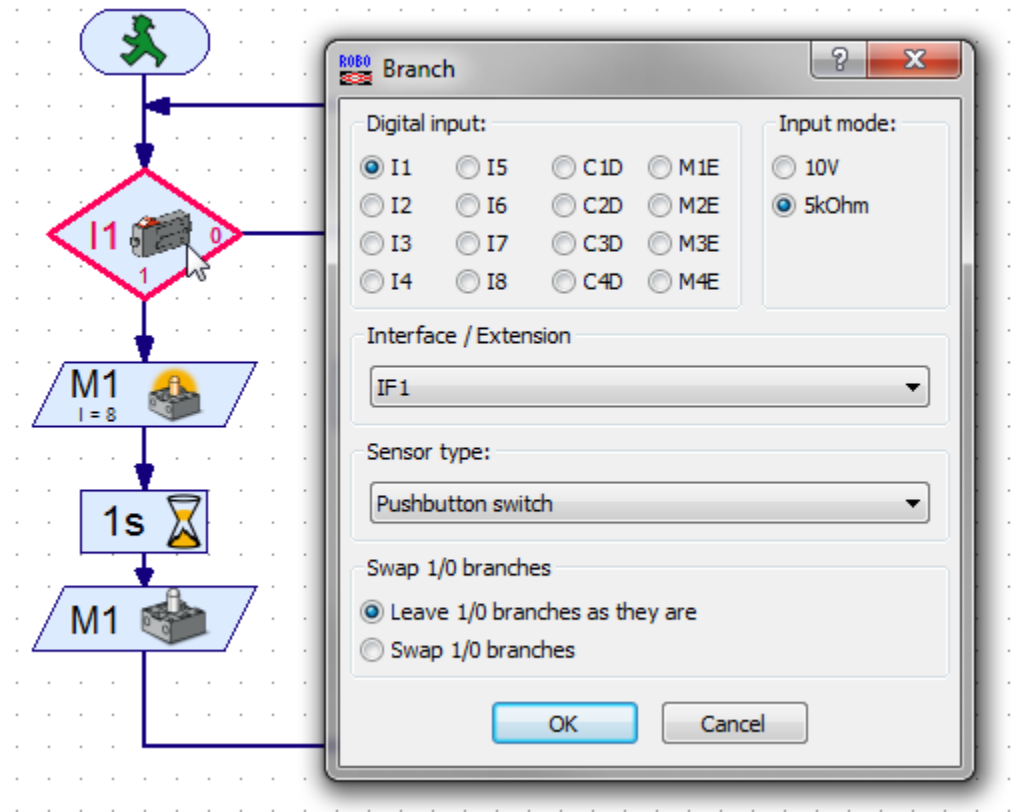 ROBO
Branch
?
X
Digital input:
I1 I5 C1D M1E
I2 I6 C2D M2E
I3 I7 C3D M3E
I4 I8 C4D M4E
Input mode:
10V
5kOhm
Interface / Extension
IF1
Sensor type:
Pushbutton switch
Swap 1/0 branches
Leave 1/0 branches as they are
Swap 1/0 branches
OK Cancel
I1 0
1
M1
I = 8
1s
M1